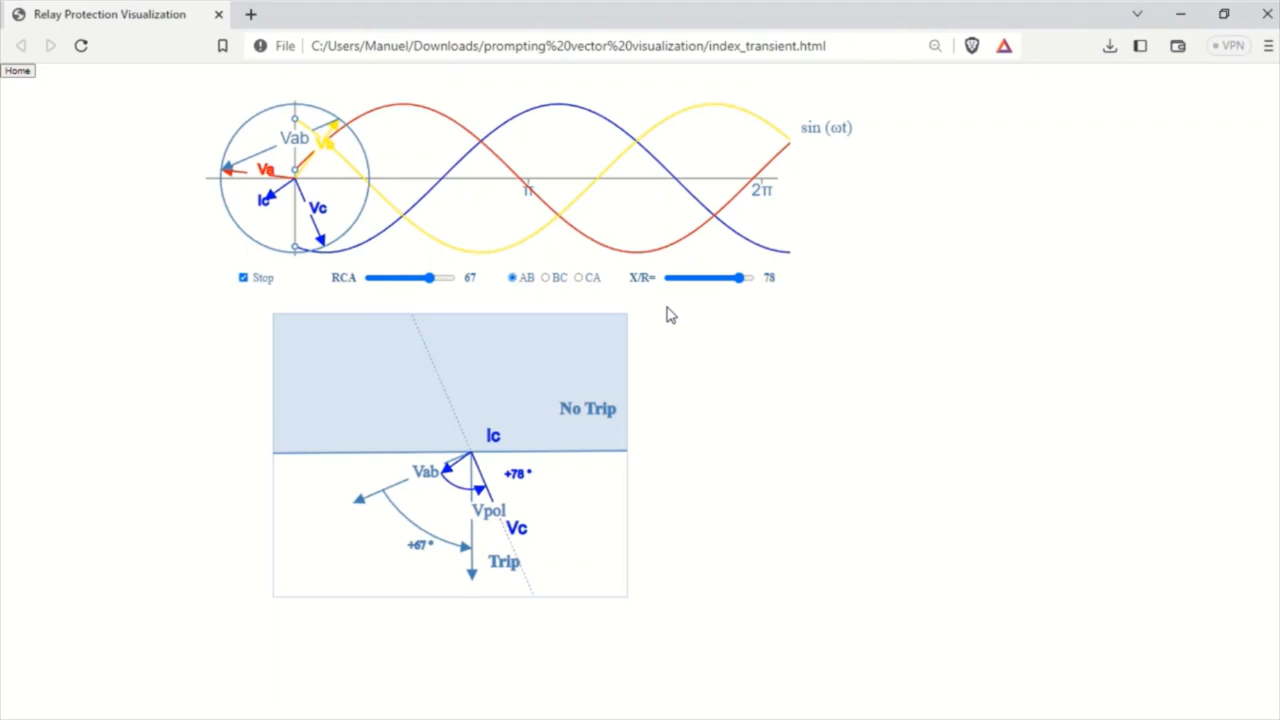 Relay Protection Visualization
File C:/Users/Manuel/Downloads/prompting%20vector%20visualization/index_transient.html
VPN
Home
sin (ωt)
Vab
Va
Ic
Vc
π
2π
Stop RCA 67 AB BC CA X/R= 78
No Trip
Ic
Vab
+78°
Vpol
Vc
+67°
Trip